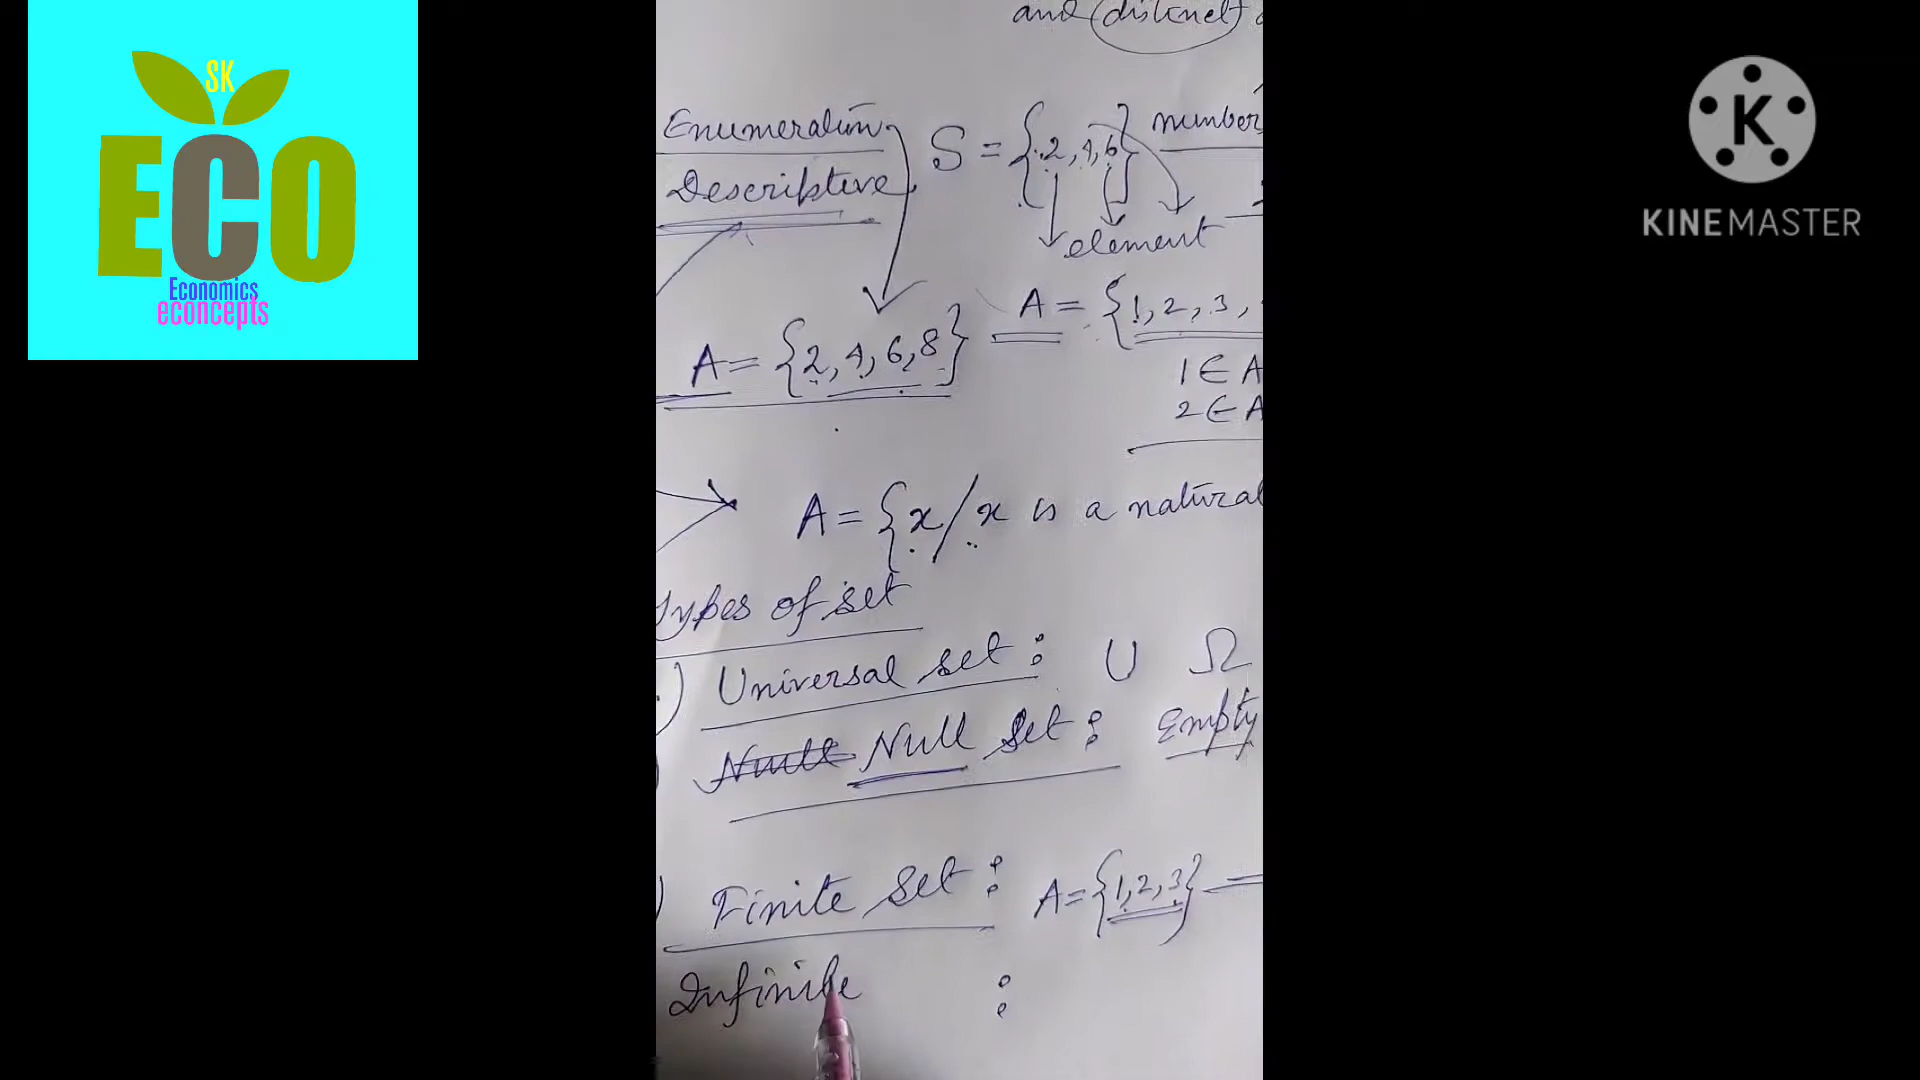 SK
ECO
Economics
econcepts
KINEMASTER
and distinct
Enumeration
Descriptive
S = {2, 4, 6}
number
element
A = {1, 2, 3,
A = {2, 4, 6, 8}
1 ∈ A
2 ∈ A
A = {x/x is a natural
Types of set
) Universal set : U Ω
Null Set : Empty
) Finite set : A = {1, 2, 3}
Infinite :